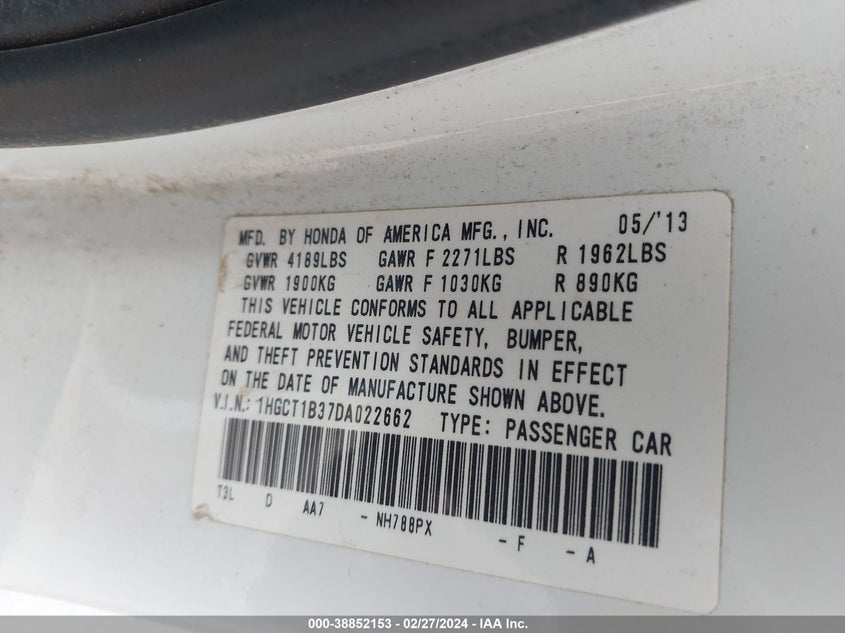 MFD. BY HONDA OF AMERICA MFG., INC. 05/'13
GVWR 4189LBS GAWR F 2271LBS R 1962LBS
GVWR 1900KG GAWR F 1030KG R 890KG
THIS VEHICLE CONFORMS TO ALL APPLICABLE
FEDERAL MOTOR VEHICLE SAFETY, BUMPER,
AND THEFT PREVENTION STANDARDS IN EFFECT
ON THE DATE OF MANUFACTURE SHOWN ABOVE.
V.I.N.: 1HGCT1B37DA022662 TYPE: PASSENGER CAR
T3L D AA7 - NH788PX - F - A
000-38852153 - 02/27/2024 - IAA Inc.